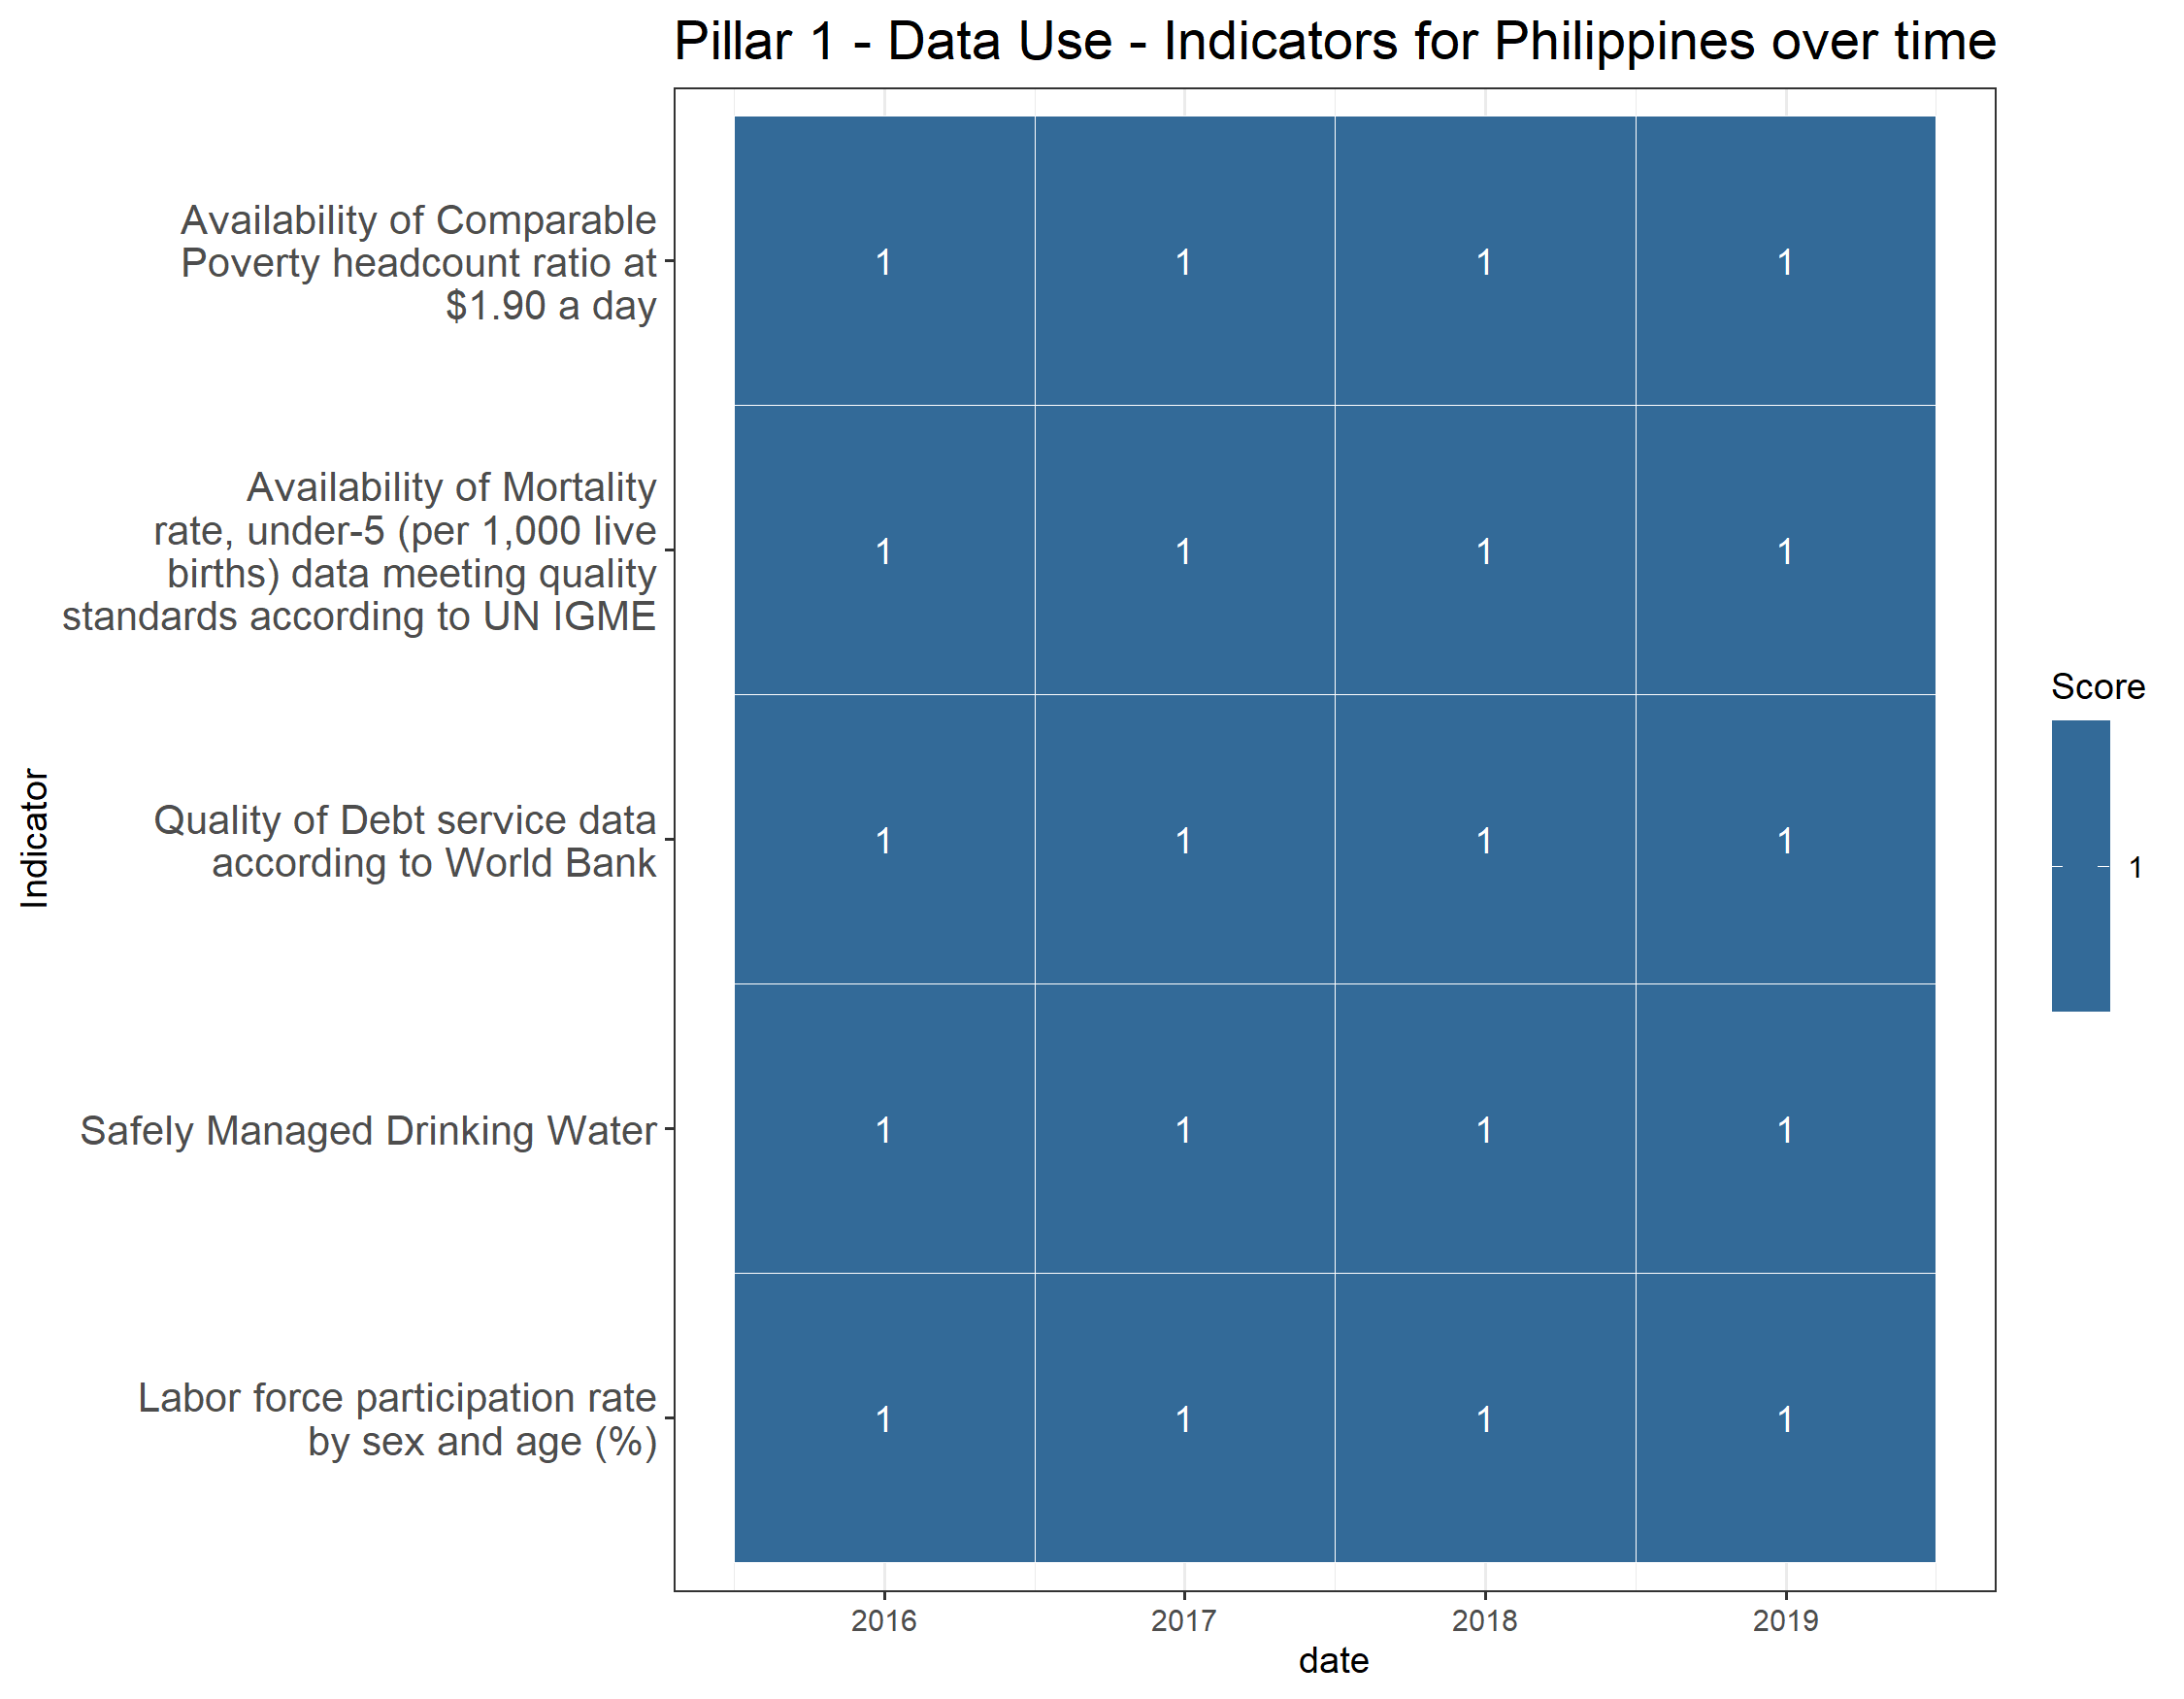 Pillar 1 - Data Use - Indicators for Philippines over time
Indicator
Availability of Comparable
Poverty headcount ratio at
$1.90 a day
1 1 1 1
Availability of Mortality
rate, under-5 (per 1,000 live
births) data meeting quality
standards according to UN IGME
1 1 1 1
Quality of Debt service data
according to World Bank
1 1 1 1
Safely Managed Drinking Water
1 1 1 1
Labor force participation rate
by sex and age (%)
1 1 1 1
2016 2017 2018 2019
date
Score
1